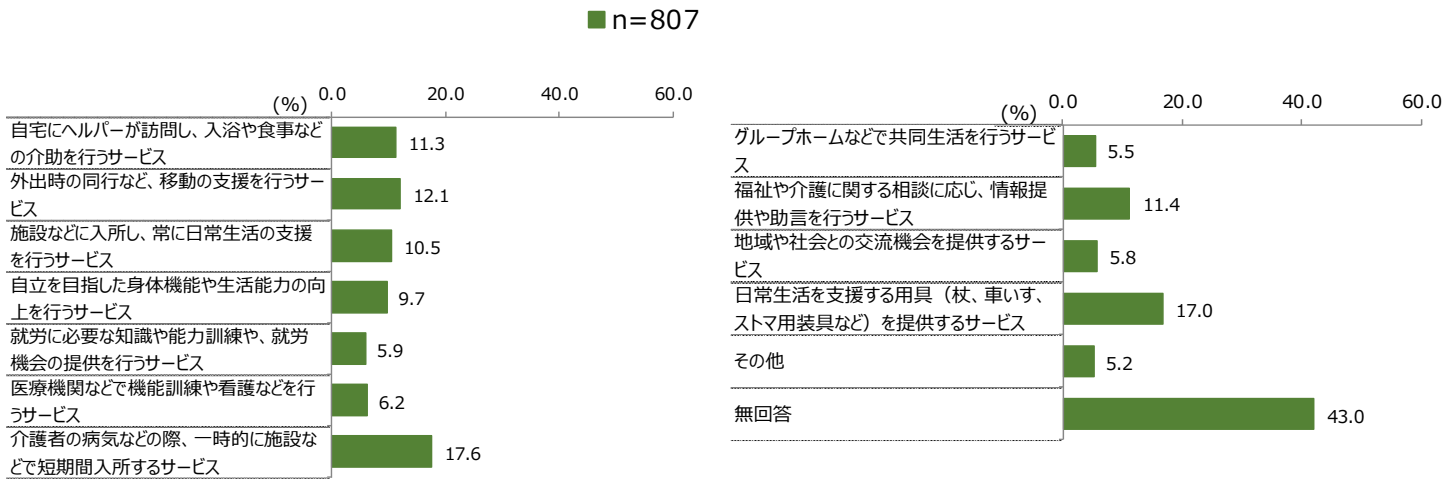 n=807
(%)
0.0 20.0 40.0 60.0
自宅にヘルパーが訪問し、入浴や食事など
の介助を行うサービス
11.3
外出時の同行など、移動の支援を行うサー
ビス
12.1
施設などに入所し、常に日常生活の支援
を行うサービス
10.5
自立を目指した身体機能や生活能力の向
上を行うサービス
9.7
就労に必要な知識や能力訓練や、就労
機会の提供を行うサービス
5.9
医療機関などで機能訓練や看護などを行
うサービス
6.2
介護者の病気などの際、一時的に施設な
どで短期間入所するサービス
17.6
(%)
0.0 20.0 40.0 60.0
グループホームなどで共同生活を行うサービ
ス
5.5
福祉や介護に関する相談に応じ、情報提
供や助言を行うサービス
11.4
地域や社会との交流機会を提供するサー
ビス
5.8
日常生活を支援する用具（杖、車いす、
ストマ用装具など）を提供するサービス
17.0
その他
5.2
無回答
43.0